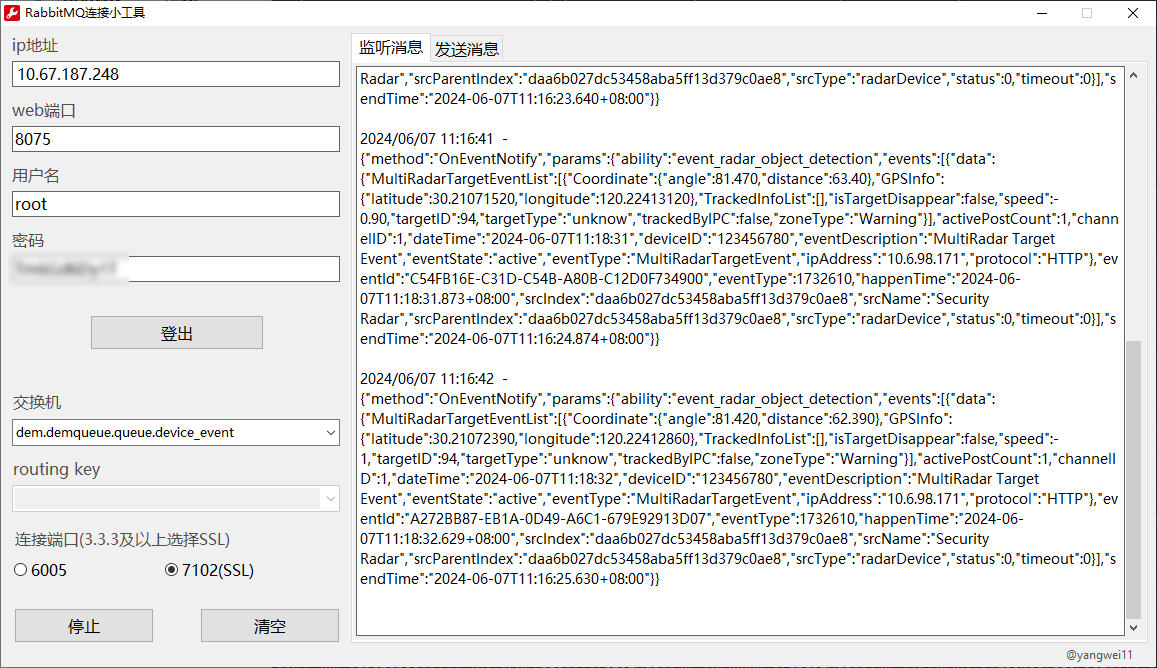 RabbitMQ连接小工具
ip地址
10.67.187.248
web端口
8075
用户名
root
密码
登出
交换机
dem.demqueue.queue.device_event
routing key
连接端口(3.3.3及以上选择SSL)
6005
7102(SSL)
停止
清空
监听消息
发送消息
Radar","srcParentIndex":"daa6b027dc53458aba5ff13d379c0ae8","srcType":"radarDevice","status":0,"timeout":0}],"s
endTime":"2024-06-07T11:16:23.640+08:00"}}
2024/06/07 11:16:41  -
{"method":"OnEventNotify","params":{"ability":"event_radar_object_detection","events":[{"data":
{"MultiRadarTargetEventList":[{"Coordinate":{"angle":81.470,"distance":63.40},"GPSInfo":
{"latitude":30.21071520,"longitude":120.22413120},"TrackedInfoList":[],"isTargetDisappear":false,"speed":-
0.90,"targetID":94,"targetType":"unknow","trackedByIPC":false,"zoneType":"Warning"}],"activePostCount":1,"chann
elID":1,"dateTime":"2024-06-07T11:18:31","deviceID":"123456780","eventDescription":"MultiRadar Target
Event","eventState":"active","eventType":"MultiRadarTargetEvent","ipAddress":"10.6.98.171","protocol":"HTTP"},"ev
entId":"C54FB16E-C31D-C54B-A80B-C12D0F734900","eventType":1732610,"happenTime":"2024-06-
07T11:18:31.873+08:00","srcIndex":"daa6b027dc53458aba5ff13d379c0ae8","srcName":"Security
Radar","srcParentIndex":"daa6b027dc53458aba5ff13d379c0ae8","srcType":"radarDevice","status":0,"timeout":0}],"s
endTime":"2024-06-07T11:16:24.874+08:00"}}
2024/06/07 11:16:42  -
{"method":"OnEventNotify","params":{"ability":"event_radar_object_detection","events":[{"data":
{"MultiRadarTargetEventList":[{"Coordinate":{"angle":81.420,"distance":62.390},"GPSInfo":
{"latitude":30.21072390,"longitude":120.22412860},"TrackedInfoList":[],"isTargetDisappear":false,"speed":-
1,"targetID":94,"targetType":"unknow","trackedByIPC":false,"zoneType":"Warning"}],"activePostCount":1,"channelI
D":1,"dateTime":"2024-06-07T11:18:32","deviceID":"123456780","eventDescription":"MultiRadar Target
Event","eventState":"active","eventType":"MultiRadarTargetEvent","ipAddress":"10.6.98.171","protocol":"HTTP"},"ev
entId":"A272BB87-EB1A-0D49-A6C1-679E92913D07","eventType":1732610,"happenTime":"2024-06-
07T11:18:32.629+08:00","srcIndex":"daa6b027dc53458aba5ff13d379c0ae8","srcName":"Security
Radar","srcParentIndex":"daa6b027dc53458aba5ff13d379c0ae8","srcType":"radarDevice","status":0,"timeout":0}],"s
endTime":"2024-06-07T11:16:25.630+08:00"}}
@yangwei11